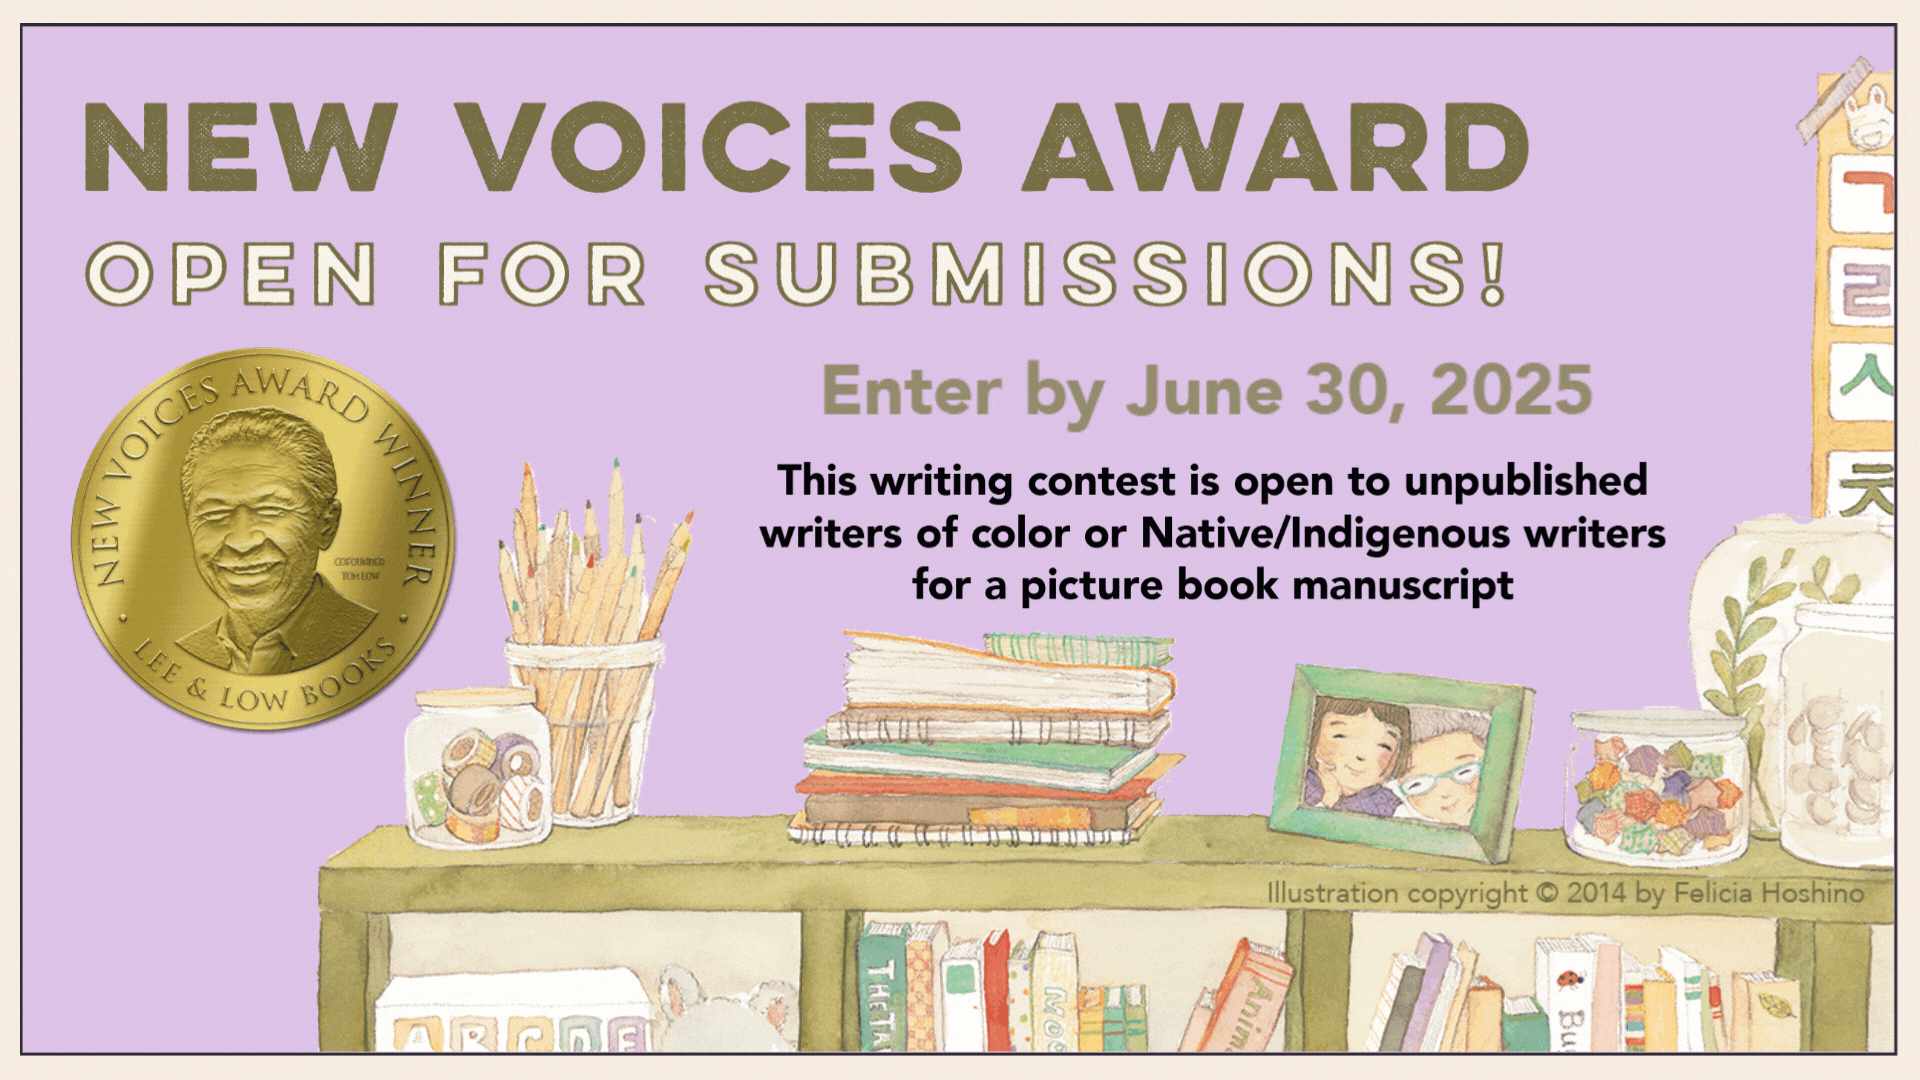 NEW VOICES AWARD
OPEN FOR SUBMISSIONS!
Enter by June 30, 2025
This writing contest is open to unpublished
writers of color or Native/Indigenous writers
for a picture book manuscript
NEW VOICES AWARD WINNER
COFOUNDER
TOM LOW
LEE & LOW BOOKS
ㄱ
ㄹ
ㅅ
ㅊ
Illustration copyright © 2014 by Felicia Hoshino
ABCDE